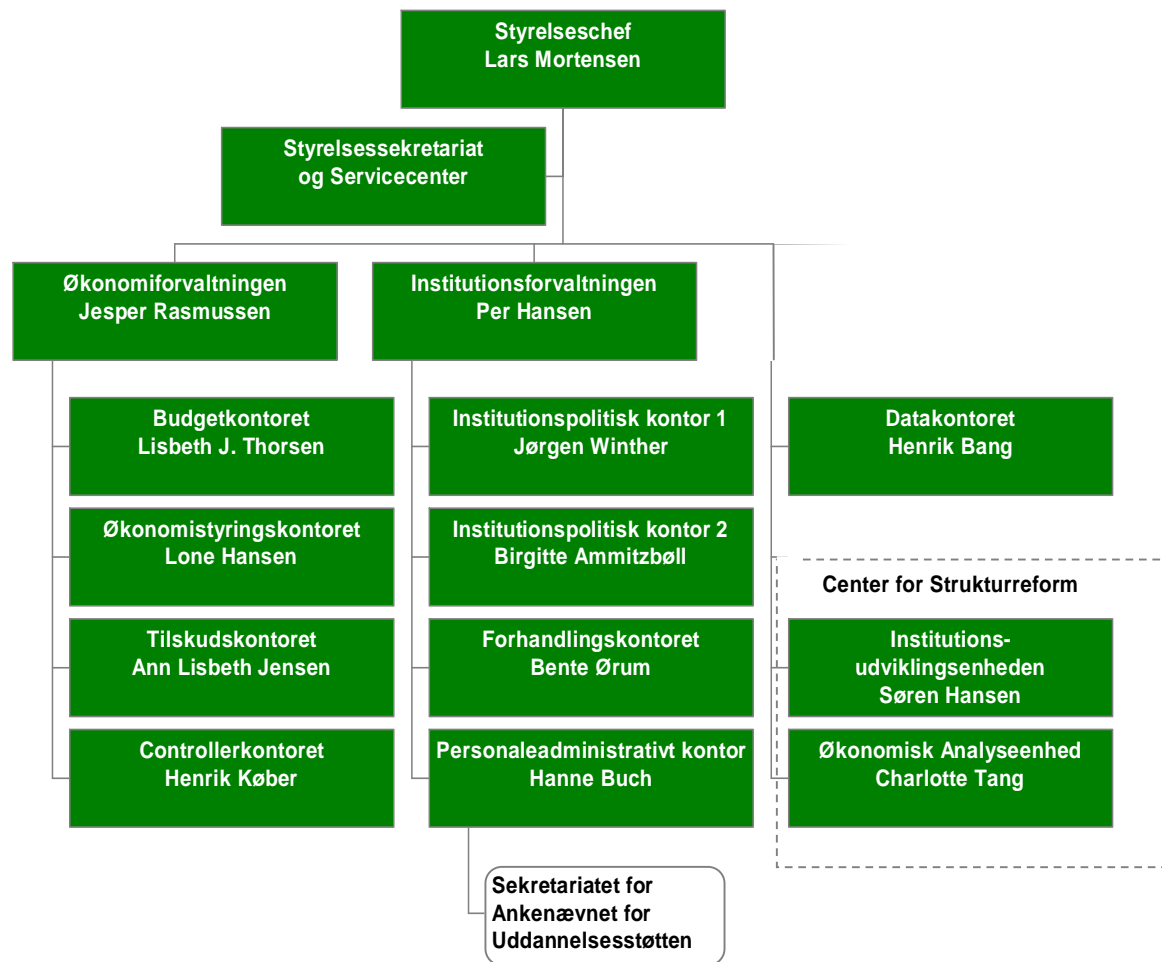 Styrelseschef
Lars Mortensen
Styrelsessekretariat
og Servicecenter
Økonomiforvaltningen
Jesper Rasmussen
Institutionsforvaltningen
Per Hansen
Budgetkontoret
Lisbeth J. Thorsen
Institutionspolitisk kontor 1
Jørgen Winther
Datakontoret
Henrik Bang
Økonomistyringskontoret
Lone Hansen
Institutionspolitisk kontor 2
Birgitte Ammitzbøll
Center for Strukturreform
Tilskudskontoret
Ann Lisbeth Jensen
Forhandlingskontoret
Bente Ørum
Institutions-
udviklingsenheden
Søren Hansen
Controllerkontoret
Henrik Køber
Personaleadministrativt kontor
Hanne Buch
Økonomisk Analyseenhed
Charlotte Tang
Sekretariatet for
Ankenævnet for
Uddannelsesstøtten